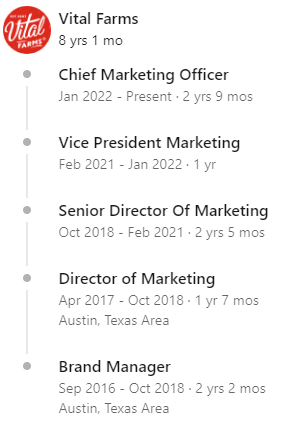 Vital
FARMS
Vital Farms
8 yrs 1 mo
Chief Marketing Officer
Jan 2022 - Present · 2 yrs 9 mos
Vice President Marketing
Feb 2021 - Jan 2022 · 1 yr
Senior Director Of Marketing
Oct 2018 - Feb 2021 · 2 yrs 5 mos
Director of Marketing
Apr 2017 - Oct 2018 · 1 yr 7 mos
Austin, Texas Area
Brand Manager
Sep 2016 - Oct 2018 · 2 yrs 2 mos
Austin, Texas Area